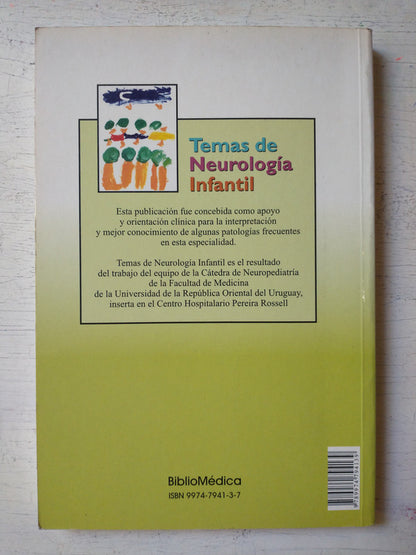 Temas de
Neurología
Infantil
Esta publicación fue concebida como apoyo
y orientación clínica para la interpretación
y mejor conocimiento de algunas patologías frecuentes
en esta especialidad.
Temas de Neurologia Infantil es el resultado
del trabajo del equipo de la Cátedra de Neuropediatría
de la Facultad de Medicina
de la Universidad de la República Oriental del Uruguay,
inserta en el Centro Hospitalario Pereira Rossell
BiblioMédica
ISBN 9974-7941-3-7
9789974794139